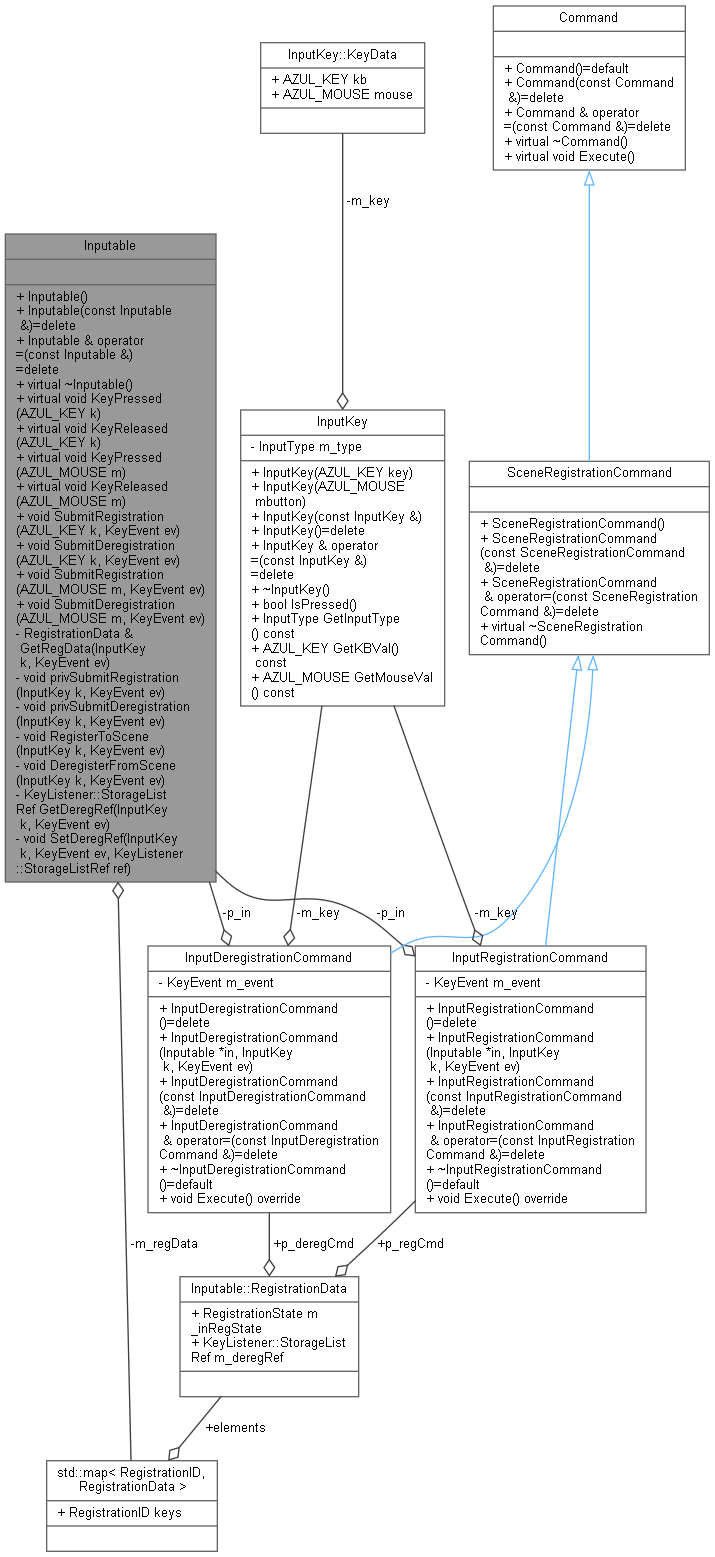 Command
+ Command()=default
+ Command(const Command
&)=delete
+ Command & operator
=(const Command &)=delete
+ virtual ~Command()
+ virtual void Execute()
InputKey::KeyData
+ AZUL_KEY kb
+ AZUL_MOUSE mouse
-m_key
Inputable
+ Inputable()
+ Inputable(const Inputable
&)=delete
+ Inputable & operator
=(const Inputable &)
=delete
+ virtual ~Inputable()
+ virtual void KeyPressed
(AZUL_KEY k)
+ virtual void KeyReleased
(AZUL_KEY k)
+ virtual void KeyPressed
(AZUL_MOUSE m)
+ virtual void KeyReleased
(AZUL_MOUSE m)
+ void SubmitRegistration
(AZUL_KEY k, KeyEvent ev)
+ void SubmitDeregistration
(AZUL_KEY k, KeyEvent ev)
+ void SubmitRegistration
(AZUL_MOUSE m, KeyEvent ev)
+ void SubmitDeregistration
(AZUL_MOUSE m, KeyEvent ev)
- RegistrationData &
GetRegData(InputKey
k, KeyEvent ev)
- void privSubmitRegistration
(InputKey k, KeyEvent ev)
- void privSubmitDeregistration
(InputKey k, KeyEvent ev)
- void RegisterToScene
(InputKey k, KeyEvent ev)
- void DeregisterFromScene
(InputKey k, KeyEvent ev)
- KeyListener::StorageList
Ref GetDeregRef(InputKey
k, KeyEvent ev)
- void SetDeregRef(InputKey
k, KeyEvent ev, KeyListener
::StorageListRef ref)
InputKey
- InputType m_type
+ InputKey(AZUL_KEY key)
+ InputKey(AZUL_MOUSE
mbutton)
+ InputKey(const InputKey &)
+ InputKey()=delete
+ InputKey & operator
=(const InputKey &)
=delete
+ ~InputKey()
+ bool IsPressed()
+ InputType GetInputType
() const
+ AZUL_KEY GetKBVal()
const
+ AZUL_MOUSE GetMouseVal
() const
SceneRegistrationCommand
+ SceneRegistrationCommand()
+ SceneRegistrationCommand
(const SceneRegistrationCommand
&)=delete
+ SceneRegistrationCommand
& operator=(const SceneRegistration
Command &)=delete
+ virtual ~SceneRegistration
Command()
-p_in
-m_key
-p_in
-m_key
InputDeregistrationCommand
- KeyEvent m_event
+ InputDeregistrationCommand
()=delete
+ InputDeregistrationCommand
(Inputable *in, InputKey
k, KeyEvent ev)
+ InputDeregistrationCommand
(const InputDeregistrationCommand
&)=delete
+ InputDeregistrationCommand
& operator=(const InputDeregistration
Command &)=delete
+ ~InputDeregistrationCommand
()=default
+ void Execute() override
InputRegistrationCommand
- KeyEvent m_event
+ InputRegistrationCommand
()=delete
+ InputRegistrationCommand
(Inputable *in, InputKey
k, KeyEvent ev)
+ InputRegistrationCommand
(const InputRegistrationCommand
&)=delete
+ InputRegistrationCommand
& operator=(const InputRegistration
Command &)=delete
+ ~InputRegistrationCommand
()=default
+ void Execute() override
-m_regData
+p_deregCmd
+p_regCmd
Inputable::RegistrationData
+ RegistrationState m
_inRegState
+ KeyListener::StorageList
Ref m_deregRef
+elements
std::map< RegistrationID,
RegistrationData >
+ RegistrationID keys